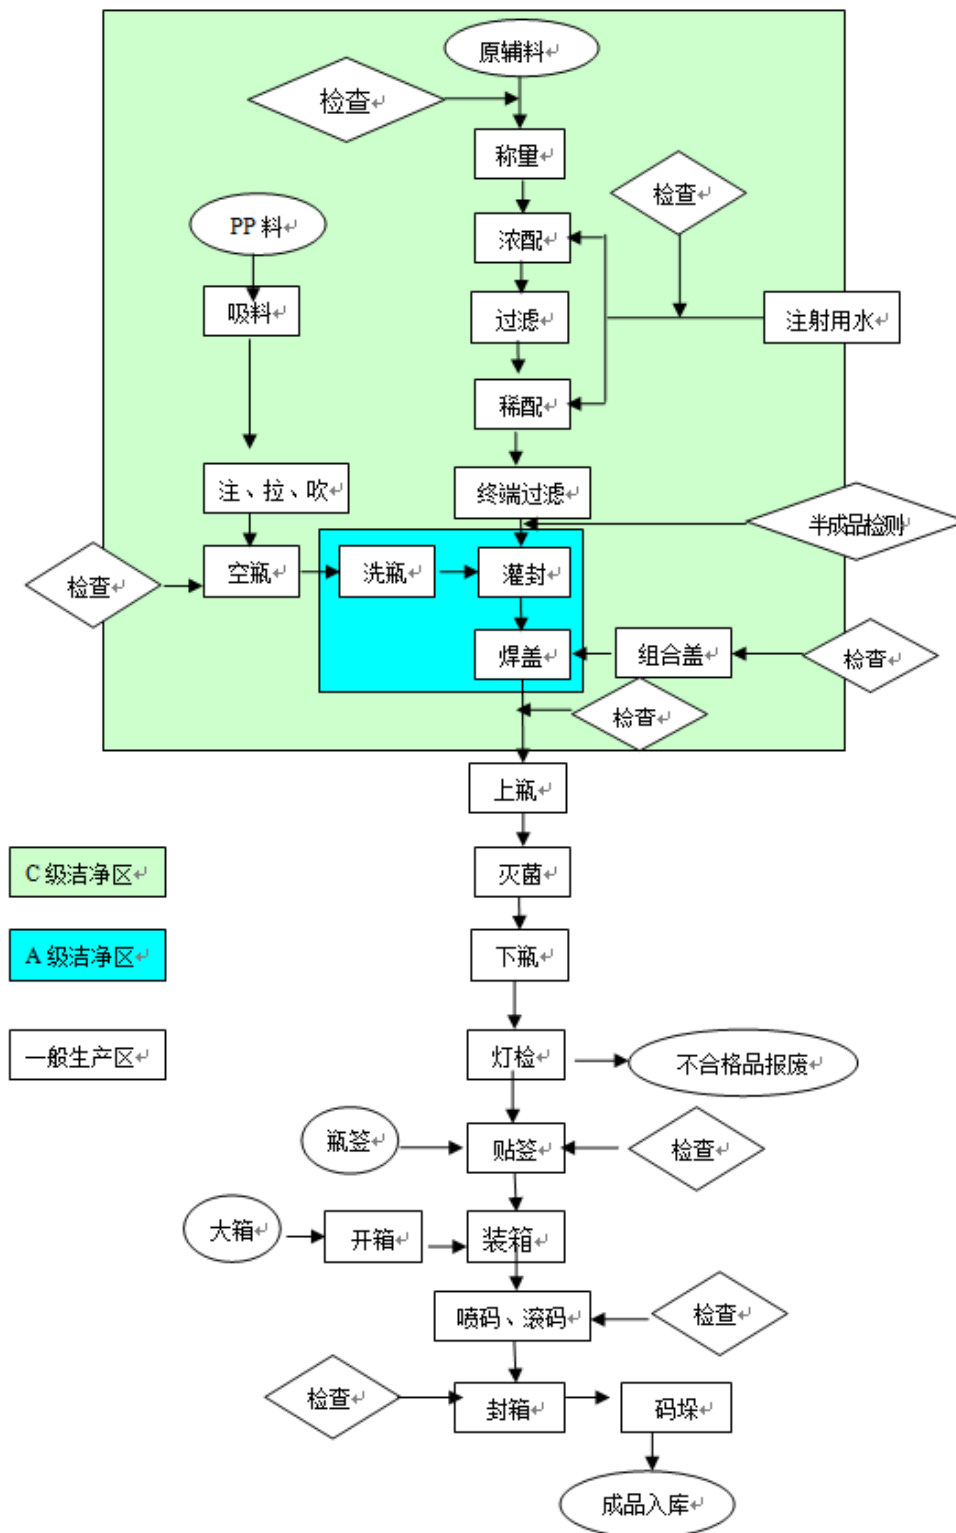 原辅料
检查
称量
检查
PP 料
浓配
吸料
过滤
注射用水
稀配
注、拉、吹
终端过滤
半成品检测
检查
空瓶
洗瓶
灌封
焊盖
组合盖
检查
检查
上瓶
C 级洁净区
灭菌
A 级洁净区
下瓶
一般生产区
灯检
不合格品报废
瓶签
贴签
检查
大箱
开箱
装箱
喷码、滚码
检查
检查
封箱
码垛
成品入库